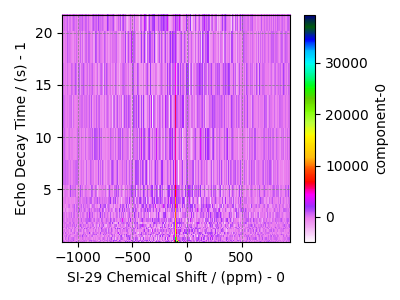 20
15
10
5
Echo Decay Time / (s) - 1
−1000 −500 0 500
SI-29 Chemical Shift / (ppm) - 0
30000
20000
10000
0
component-0